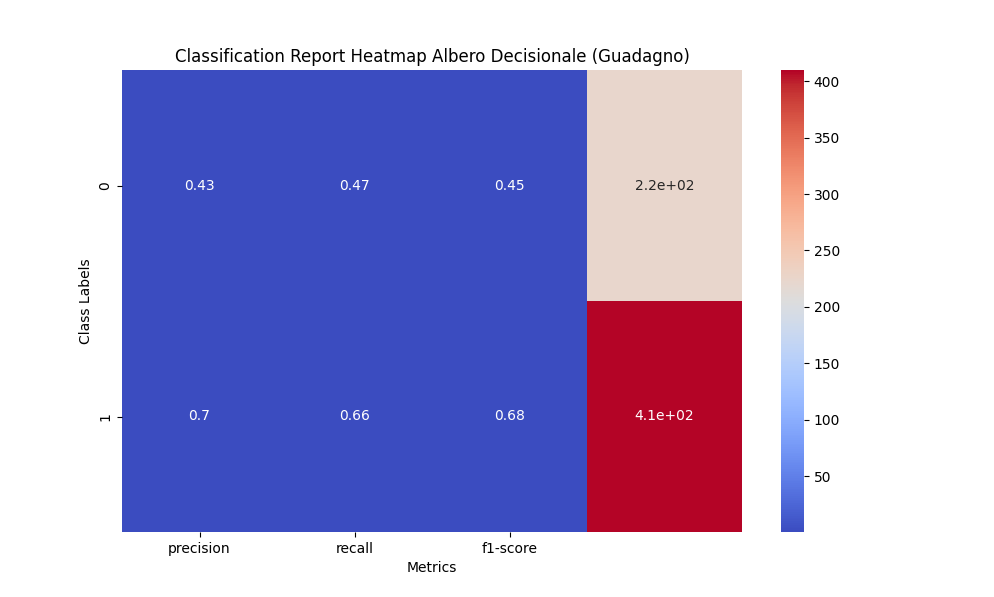 Classification Report Heatmap Albero Decisionale (Guadagno)
Class Labels
0
0.43
0.47
0.45
2.2e+02
1
0.7
0.66
0.68
4.1e+02
precision
recall
f1-score
Metrics
400
350
300
250
200
150
100
50